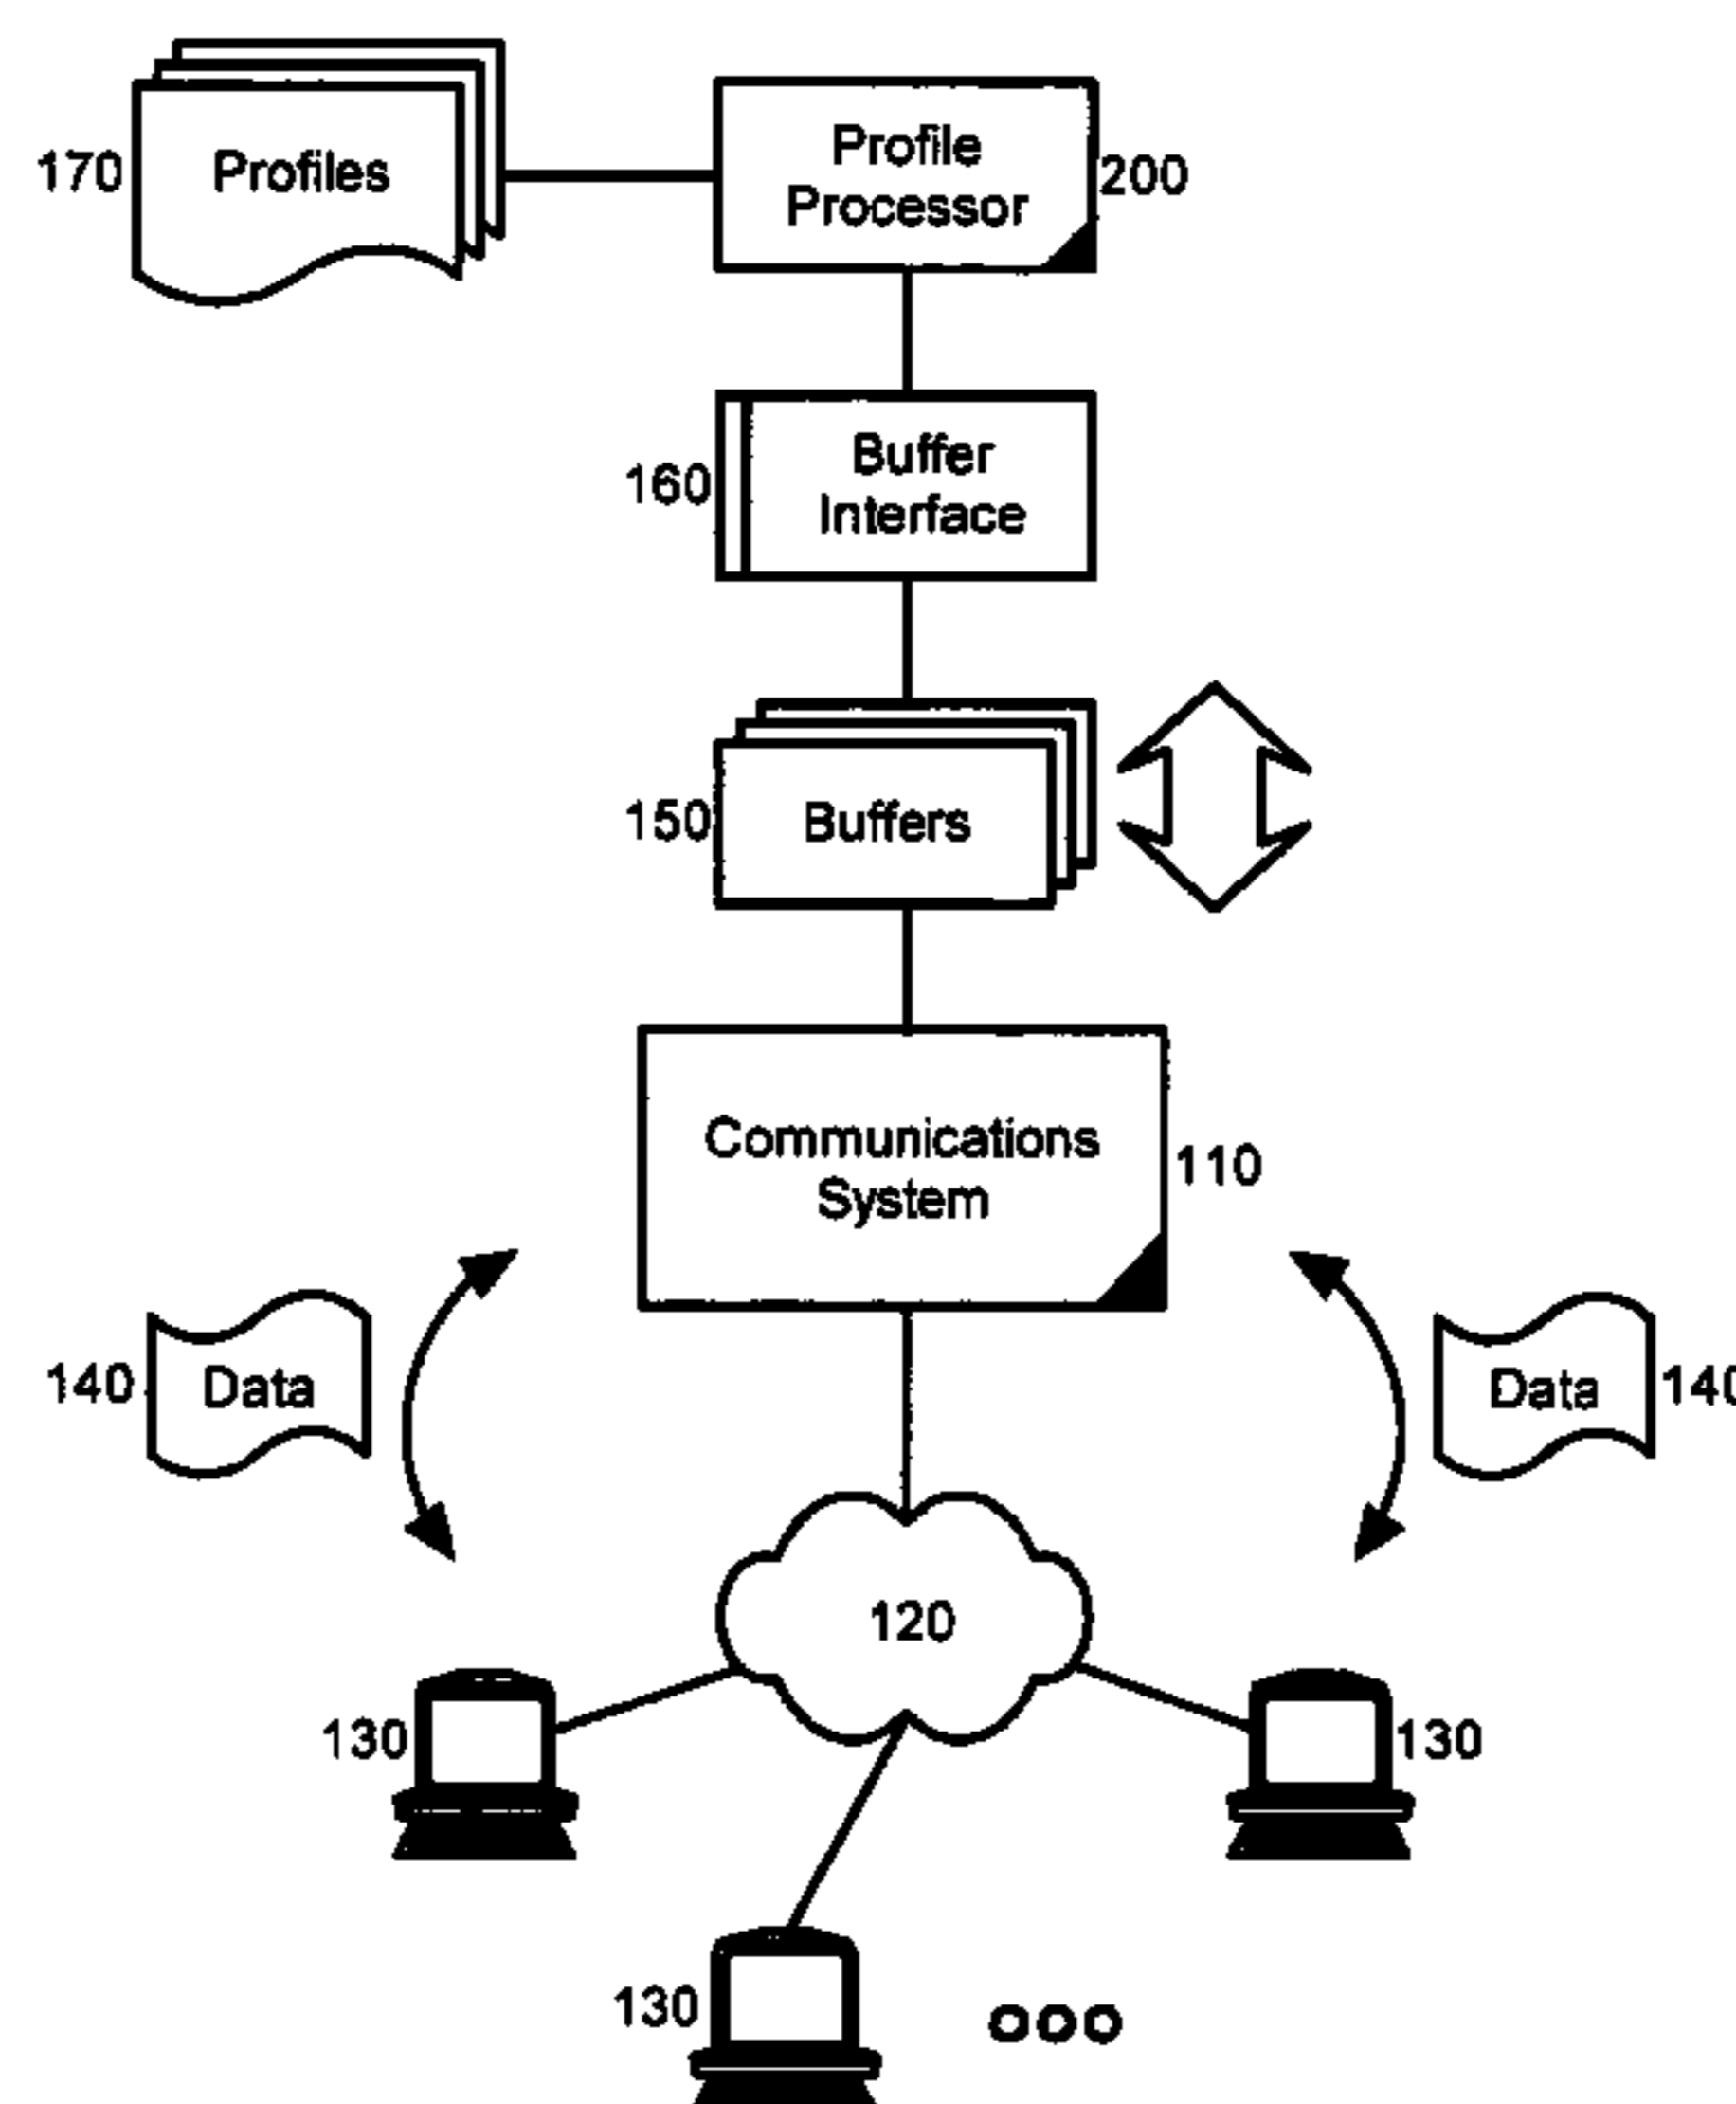 170
Profiles
Profile
Processor
200
160
Buffer
Interface
150
Buffers
Communications
System
110
140
Data
Data
140
120
130
130
130